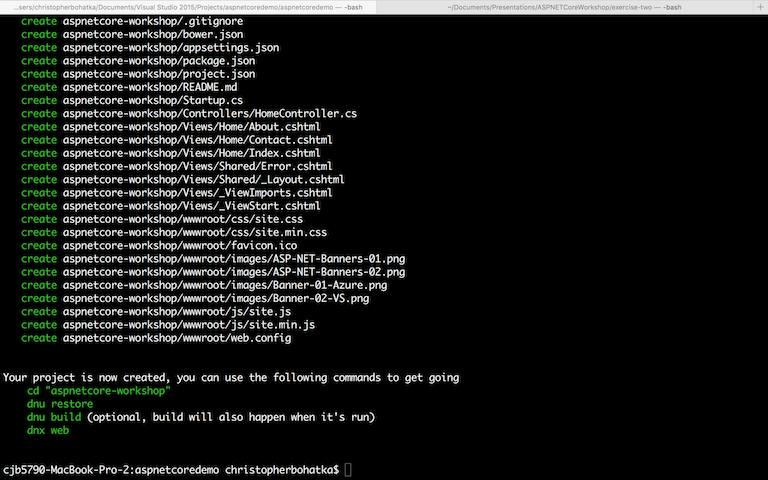 ...sers/christopherbohatka/Documents/Visual Studio 2015/Projects/aspnetcoredemo/aspnetcoredemo — -bash
~/Documents/Presentations/ASPNETCoreWorkshop/exercise-two — -bash
+
create aspnetcore-workshop/.gitignore
create aspnetcore-workshop/bower.json
create aspnetcore-workshop/appsettings.json
create aspnetcore-workshop/package.json
create aspnetcore-workshop/project.json
create aspnetcore-workshop/README.md
create aspnetcore-workshop/Startup.cs
create aspnetcore-workshop/Controllers/HomeController.cs
create aspnetcore-workshop/Views/Home/About.cshtml
create aspnetcore-workshop/Views/Home/Contact.cshtml
create aspnetcore-workshop/Views/Home/Index.cshtml
create aspnetcore-workshop/Views/Shared/Error.cshtml
create aspnetcore-workshop/Views/Shared/_Layout.cshtml
create aspnetcore-workshop/Views/_ViewImports.cshtml
create aspnetcore-workshop/Views/_ViewStart.cshtml
create aspnetcore-workshop/wwwroot/css/site.css
create aspnetcore-workshop/wwwroot/css/site.min.css
create aspnetcore-workshop/wwwroot/favicon.ico
create aspnetcore-workshop/wwwroot/images/ASP-NET-Banners-01.png
create aspnetcore-workshop/wwwroot/images/ASP-NET-Banners-02.png
create aspnetcore-workshop/wwwroot/images/Banner-01-Azure.png
create aspnetcore-workshop/wwwroot/images/Banner-02-VS.png
create aspnetcore-workshop/wwwroot/js/site.js
create aspnetcore-workshop/wwwroot/js/site.min.js
create aspnetcore-workshop/wwwroot/web.config
Your project is now created, you can use the following commands to get going
cd "aspnetcore-workshop"
dnu restore
dnu build (optional, build will also happen when it's run)
dnx web
cjb5790-MacBook-Pro-2:aspnetcoredemo christopherbohatka$